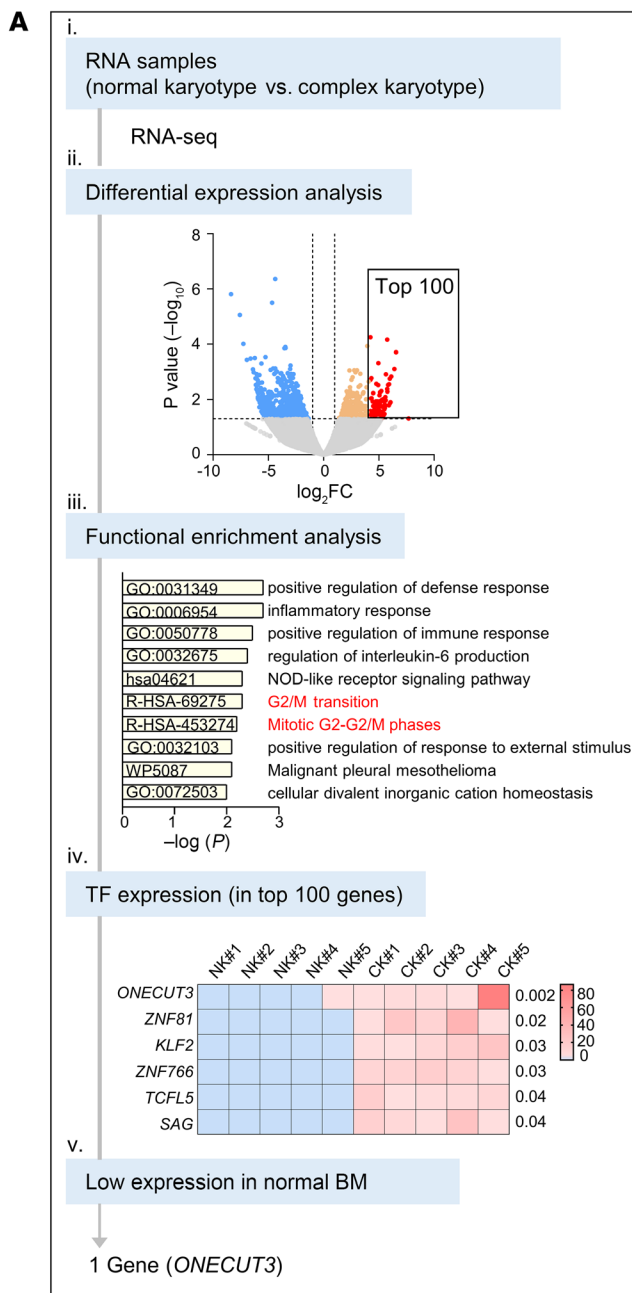 A
i.
RNA samples
(normal karyotype vs. complex karyotype)
RNA-seq
ii.
Differential expression analysis
8
6
4
2
0
P value (–log10)
Top 100
-10 -5 0 5 10
log2FC
iii.
Functional enrichment analysis
GO:0031349 positive regulation of defense response
GO:0006954 inflammatory response
GO:0050778 positive regulation of immune response
GO:0032675 regulation of interleukin-6 production
hsa04621 NOD-like receptor signaling pathway
R-HSA-69275 G2/M transition
R-HSA-453274 Mitotic G2-G2/M phases
GO:0032103 positive regulation of response to external stimulus
WP5087 Malignant pleural mesothelioma
GO:0072503 cellular divalent inorganic cation homeostasis
0 1 2 3
–log (P)
iv.
TF expression (in top 100 genes)
NK#1 NK#2 NK#3 NK#4 NK#5 CK#1 CK#2 CK#3 CK#4 CK#5
ONECUT3 0.002
ZNF81 0.02
KLF2 0.03
ZNF766 0.03
TCFL5 0.04
SAG 0.04
80
60
40
20
0
v.
Low expression in normal BM
1 Gene (ONECUT3)